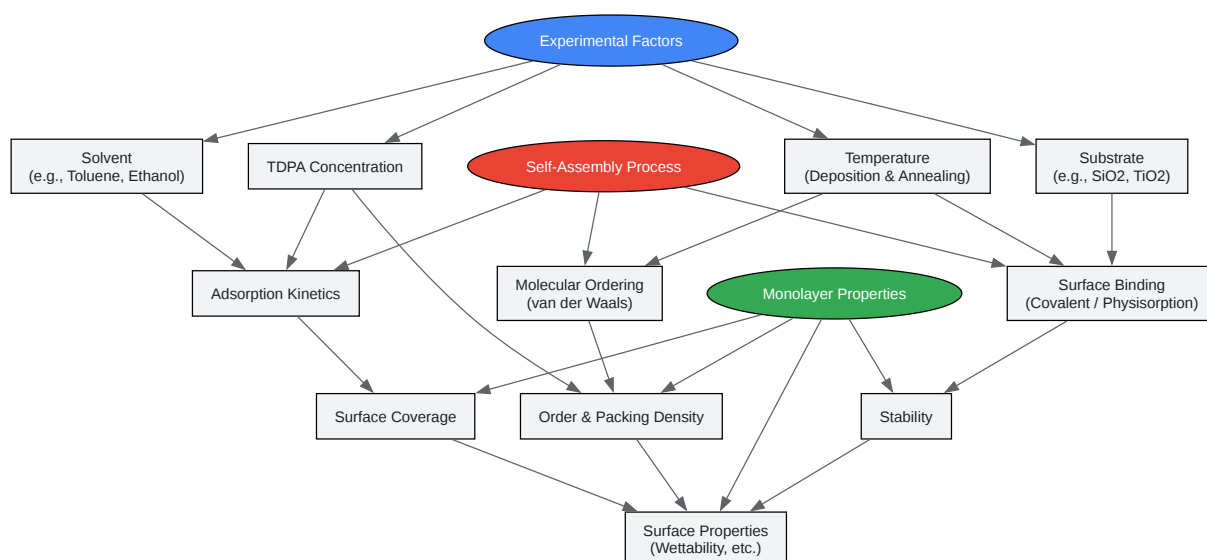 Experimental Factors
Solvent
(e.g., Toluene, Ethanol)
TDPA Concentration
Self-Assembly Process
Temperature
(Deposition & Annealing)
Substrate
(e.g., SiO2, TiO2)
Adsorption Kinetics
Molecular Ordering
(van der Waals)
Monolayer Properties
Surface Binding
(Covalent / Physisorption)
Surface Coverage
Order & Packing Density
Stability
Surface Properties
(Wettability, etc.)